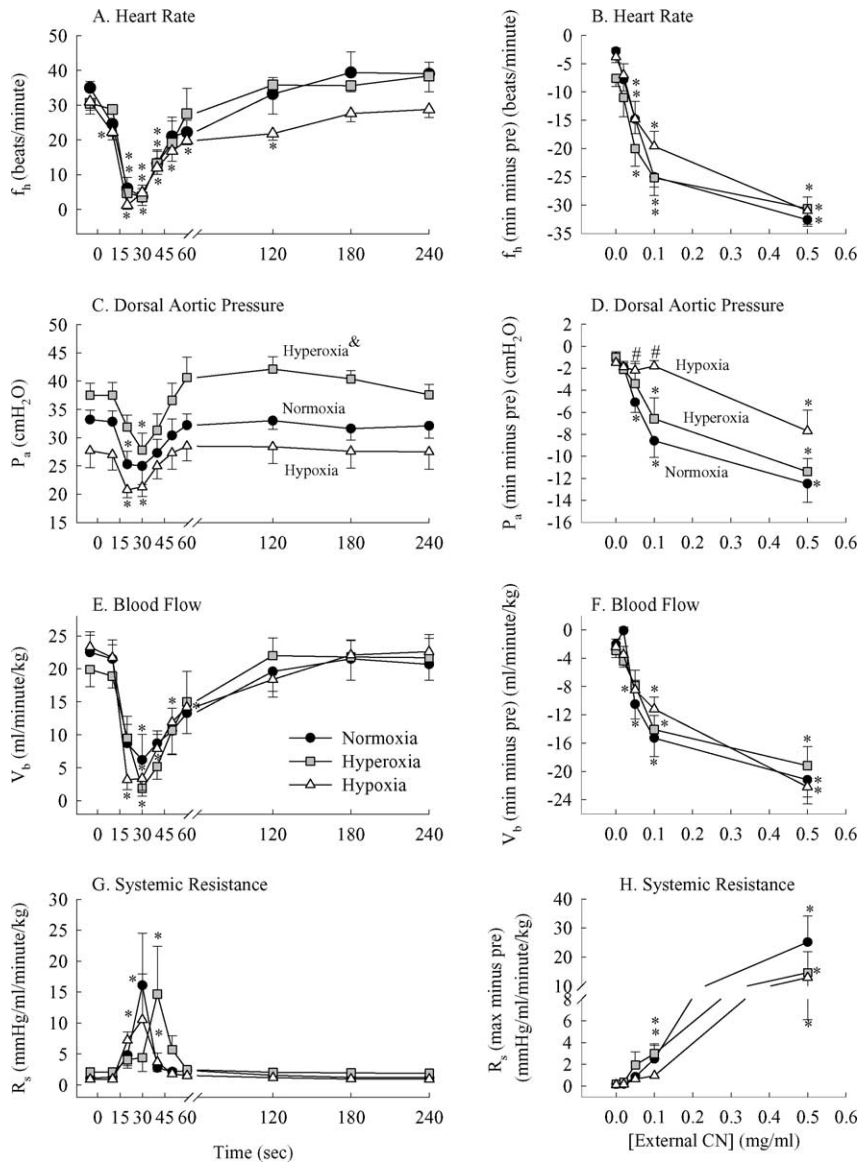 A. Heart Rate
f_h (beats/minute)
50
40
30
20
10
0
0 15 30 45 60 120 180 240
B. Heart Rate
f_h (min minus pre) (beats/minute)
0
-5
-10
-15
-20
-25
-30
-35
0.0 0.1 0.2 0.3 0.4 0.5 0.6
C. Dorsal Aortic Pressure
P_a (cmH2O)
50
45
40
35
30
25
20
15
Hyperoxia&
Normoxia
Hypoxia
0 15 30 45 60 120 180 240
D. Dorsal Aortic Pressure
P_a (min minus pre) (cmH2O)
2
0
-2
-4
-6
-8
-10
-12
-14
-16
# #
Hypoxia
Hyperoxia
Normoxia
0.0 0.1 0.2 0.3 0.4 0.5 0.6
E. Blood Flow
V_b (ml/minute/kg)
25
20
15
10
5
0
Normoxia
Hyperoxia
Hypoxia
0 15 30 45 60 120 180 240
F. Blood Flow
V_b (min minus pre) (ml/minute/kg)
0
-4
-8
-12
-16
-20
-24
0.0 0.1 0.2 0.3 0.4 0.5 0.6
G. Systemic Resistance
R_s (mmHg/ml/minute/kg)
30
25
20
15
10
5
0
0 15 30 45 60 120 180 240
Time (sec)
H. Systemic Resistance
R_s (max minus pre)
(mmHg/ml/minute/kg)
40
30
20
10
8
6
4
2
0
0.0 0.1 0.2 0.3 0.4 0.5 0.6
[External CN] (mg/ml)